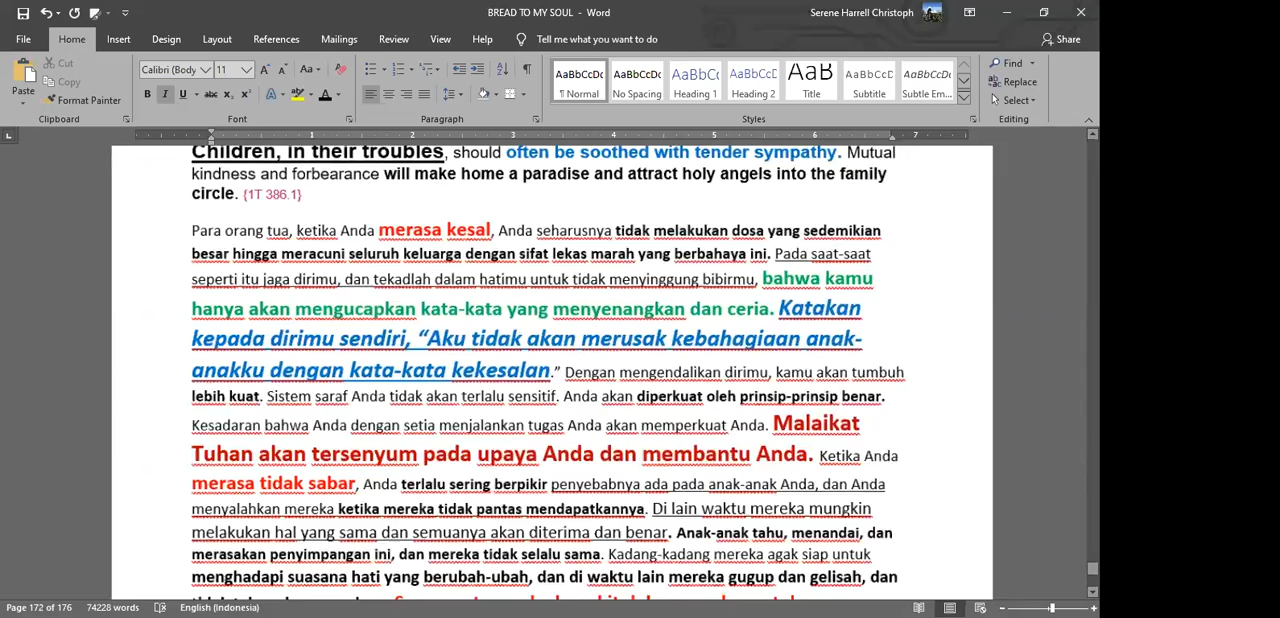 BREAD TO MY SOUL - Word
Serene Harrell Christoph
File Home Insert Design Layout References Mailings Review View Help Tell me what you want to do Share
Paste Cut Copy Format Painter
Calibri (Body 11 Aa
B I U abc X₂ X² A A
AaBbCcDc AaBbCcDc AaBbCc AaBbCcD AaB AaBbCcD AaBbCcDc
¶ Normal No Spacing Heading 1 Heading 2 Title Subtitle Subtle Em...
Find Replace Select
Clipboard Font Paragraph Styles Editing
1 2 3 4 5 6 7
Children, in their troubles, should often be soothed with tender sympathy. Mutual
kindness and forbearance will make home a paradise and attract holy angels into the family
circle. {1T 386.1}
Para orang tua, ketika Anda merasa kesal, Anda seharusnya tidak melakukan dosa yang sedemikian
besar hingga meracuni seluruh keluarga dengan sifat lekas marah yang berbahaya ini. Pada saat-saat
seperti itu jaga dirimu, dan tekadlah dalam hatimu untuk tidak menyinggung bibirmu, bahwa kamu
hanya akan mengucapkan kata-kata yang menyenangkan dan ceria. Katakan
kepada dirimu sendiri, “Aku tidak akan merusak kebahagiaan anak-
anakku dengan kata-kata kekesalan.” Dengan mengendalikan dirimu, kamu akan tumbuh
lebih kuat. Sistem saraf Anda tidak akan terlalu sensitif. Anda akan diperkuat oleh prinsip-prinsip benar.
Kesadaran bahwa Anda dengan setia menjalankan tugas Anda akan memperkuat Anda. Malaikat
Tuhan akan tersenyum pada upaya Anda dan membantu Anda. Ketika Anda
merasa tidak sabar, Anda terlalu sering berpikir penyebabnya ada pada anak-anak Anda, dan Anda
menyalahkan mereka ketika mereka tidak pantas mendapatkannya. Di lain waktu mereka mungkin
melakukan hal yang sama dan semuanya akan diterima dan benar. Anak-anak tahu, menandai, dan
merasakan penyimpangan ini, dan mereka tidak selalu sama. Kadang-kadang mereka agak siap untuk
menghadapi suasana hati yang berubah-ubah, dan di waktu lain mereka gugup dan gelisah, dan
Page 172 of 176 74228 words English (Indonesia)